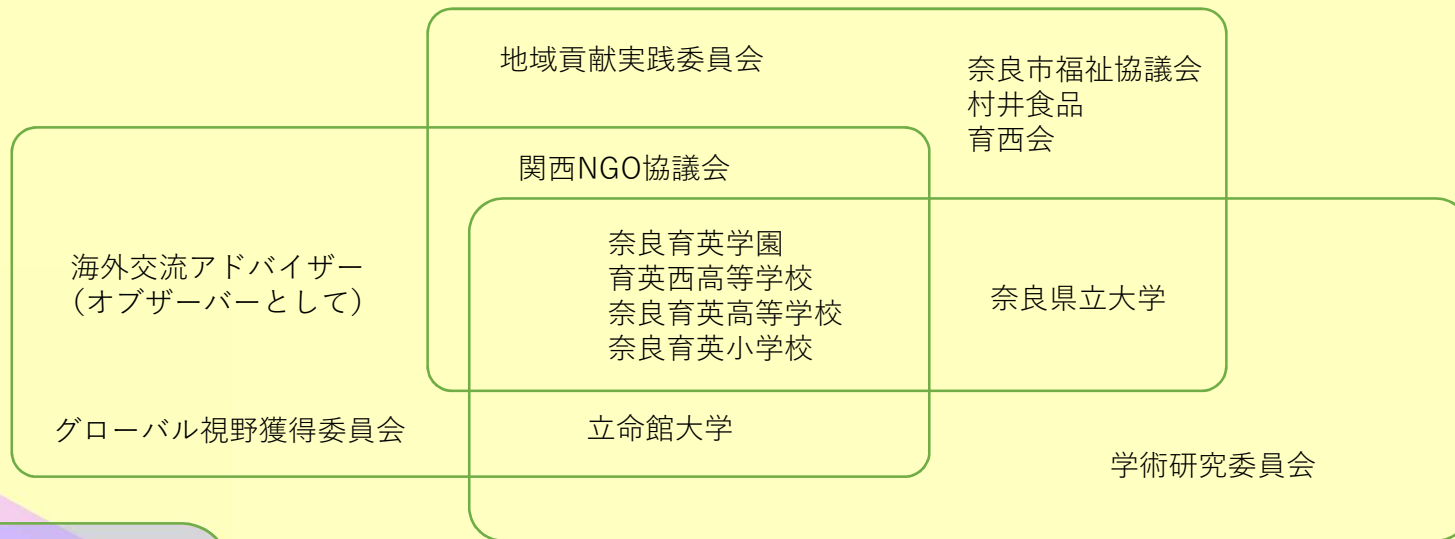 地域貢献実践委員会
奈良市福祉協議会
村井食品
育西会
関西NGO協議会
奈良育英学園
育英西高等学校
奈良育英高等学校
奈良育英小学校
海外交流アドバイザー
（オブザーバーとして）
奈良県立大学
グローバル視野獲得委員会
立命館大学
学術研究委員会